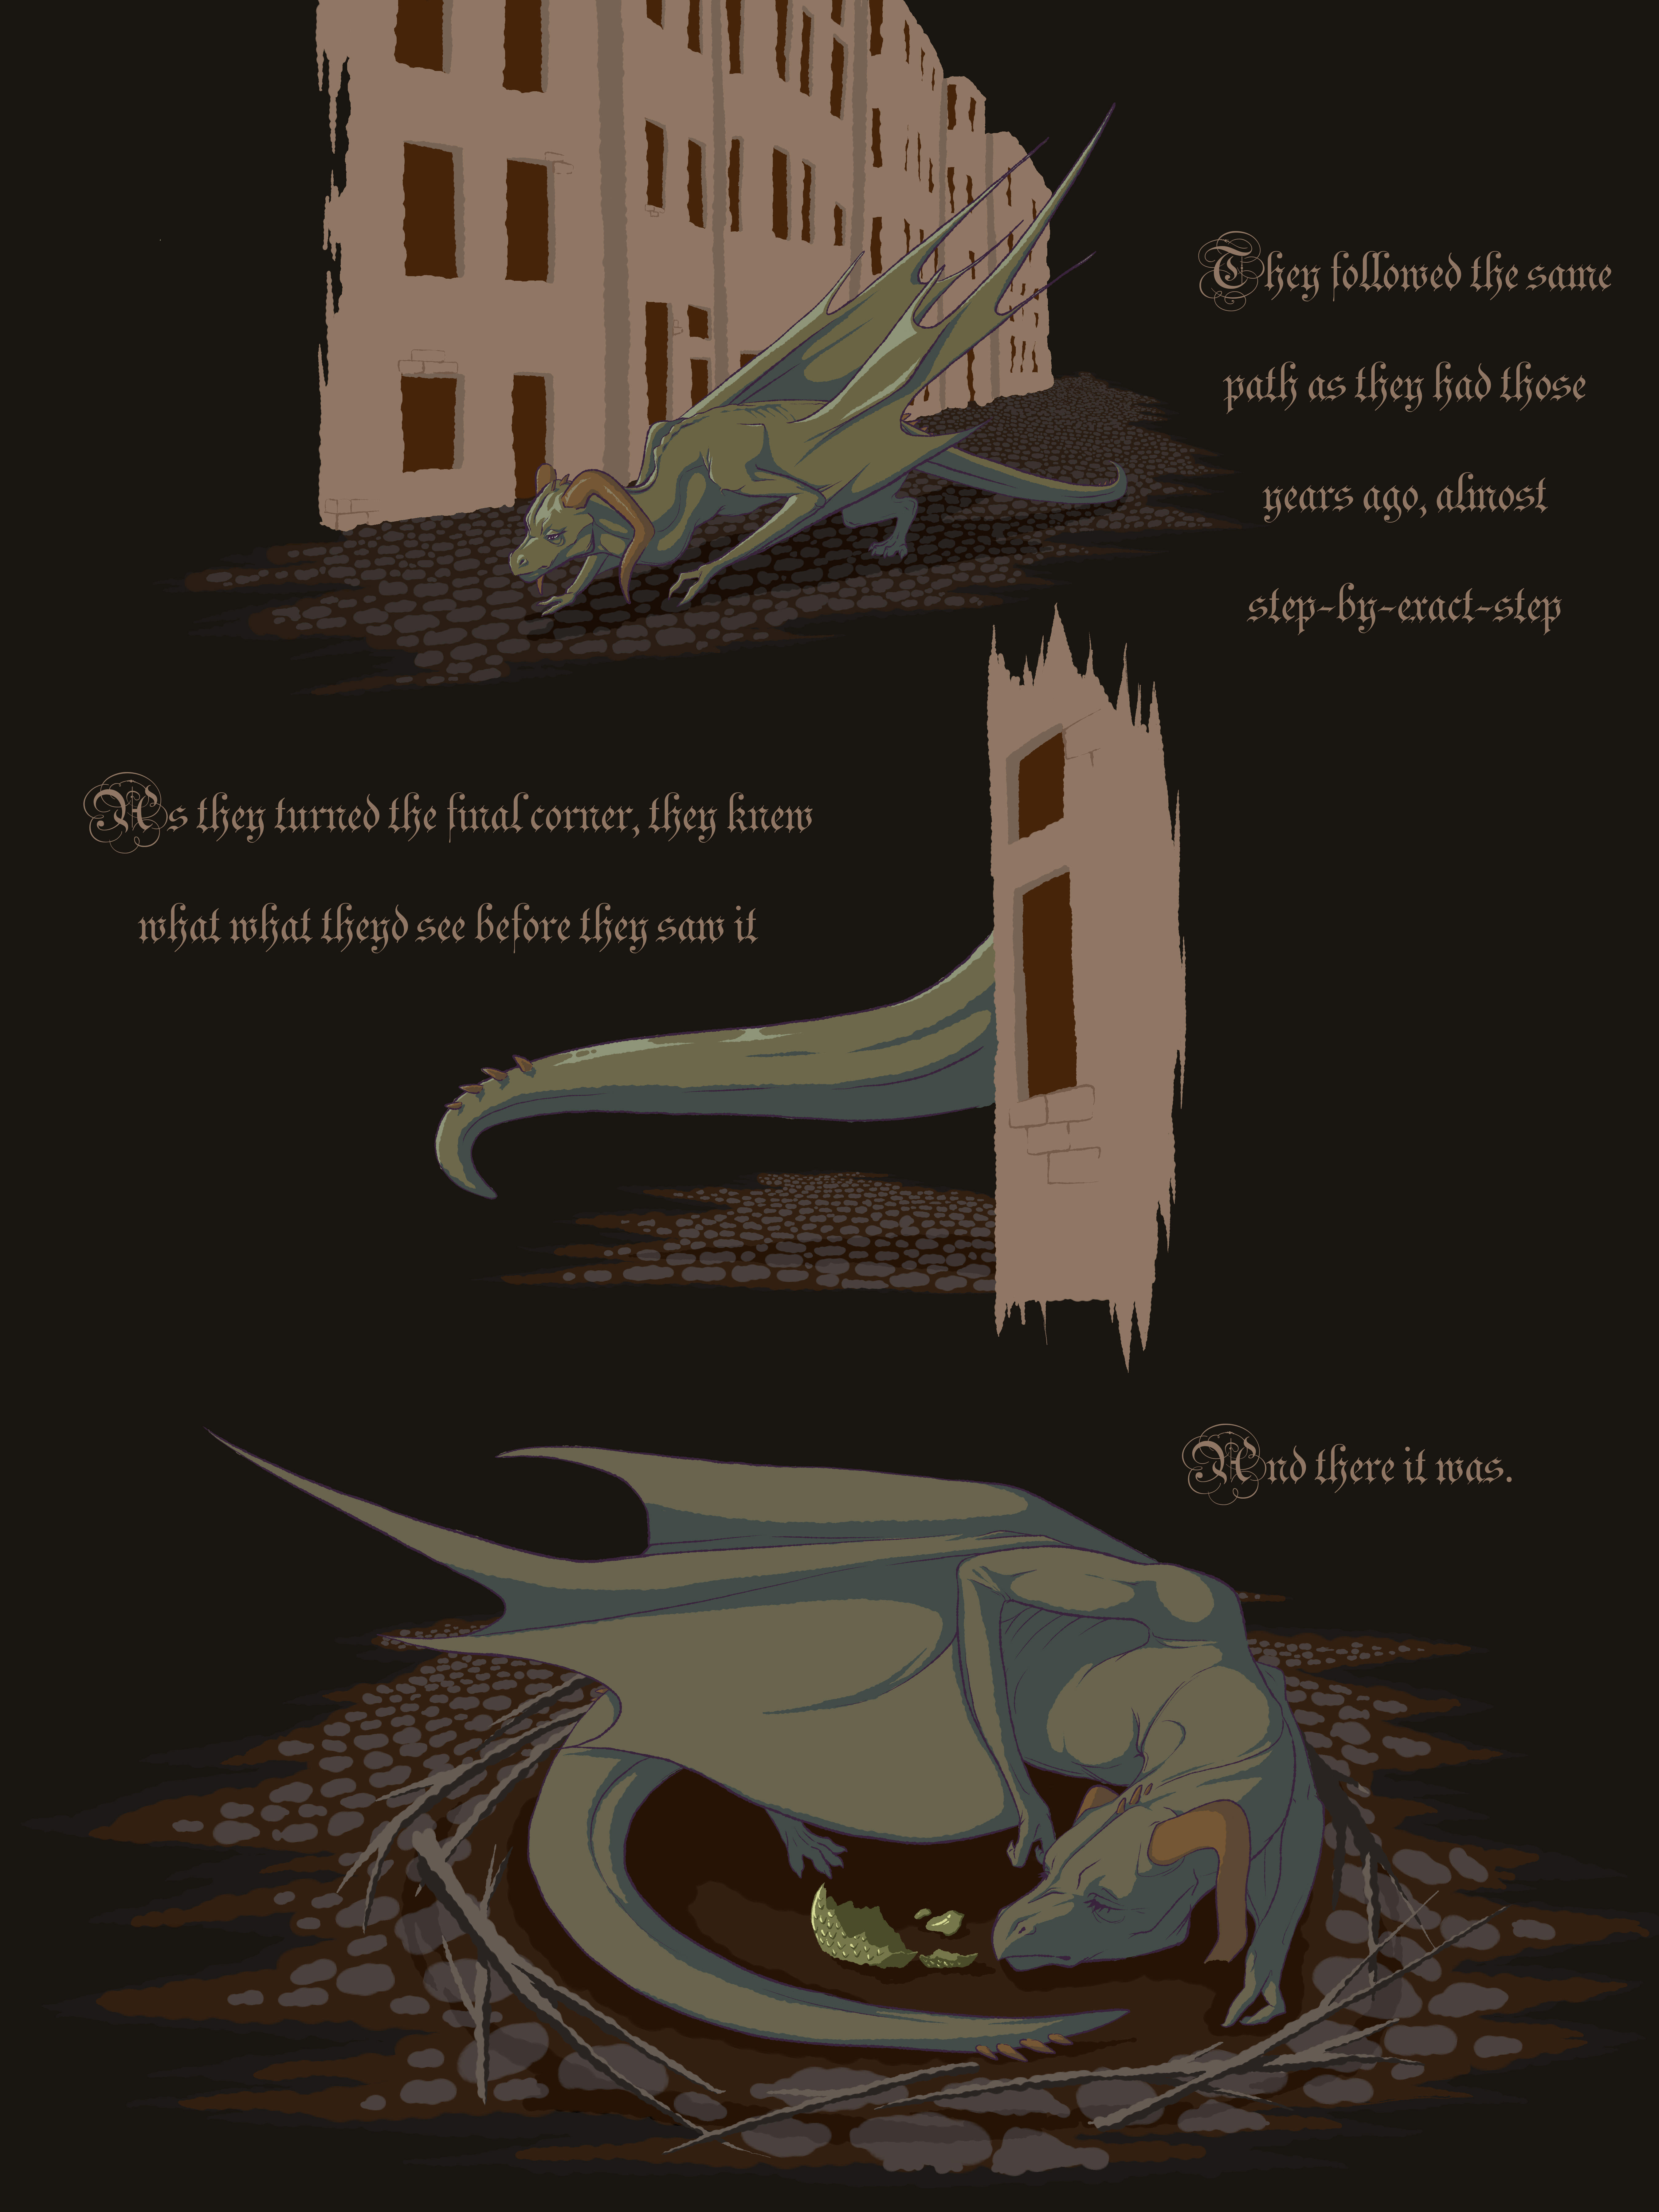 They followed the same
path as they had those
years ago, almost
step-by-exact-step
As they turned the final corner, they knew
what what theyd see before they saw it
And there it was.